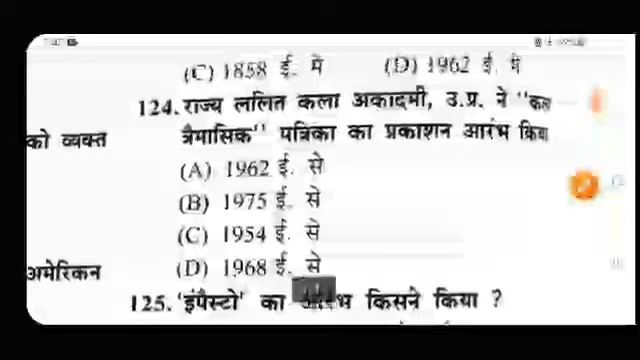 (C) 1858 ई. में (D) 1962 ई. में
124. राज्य ललित कला अकादमी, उ.प्र. ने "कला
को व्यक्त
त्रैमासिक" पत्रिका का प्रकाशन आरंभ किया
(A) 1962 ई. से
(B) 1975 ई. से
(C) 1954 ई. से
अमेरिकन
(D) 1968 ई. से
125. 'इंपैस्टो' का आरंभ किसने किया ?